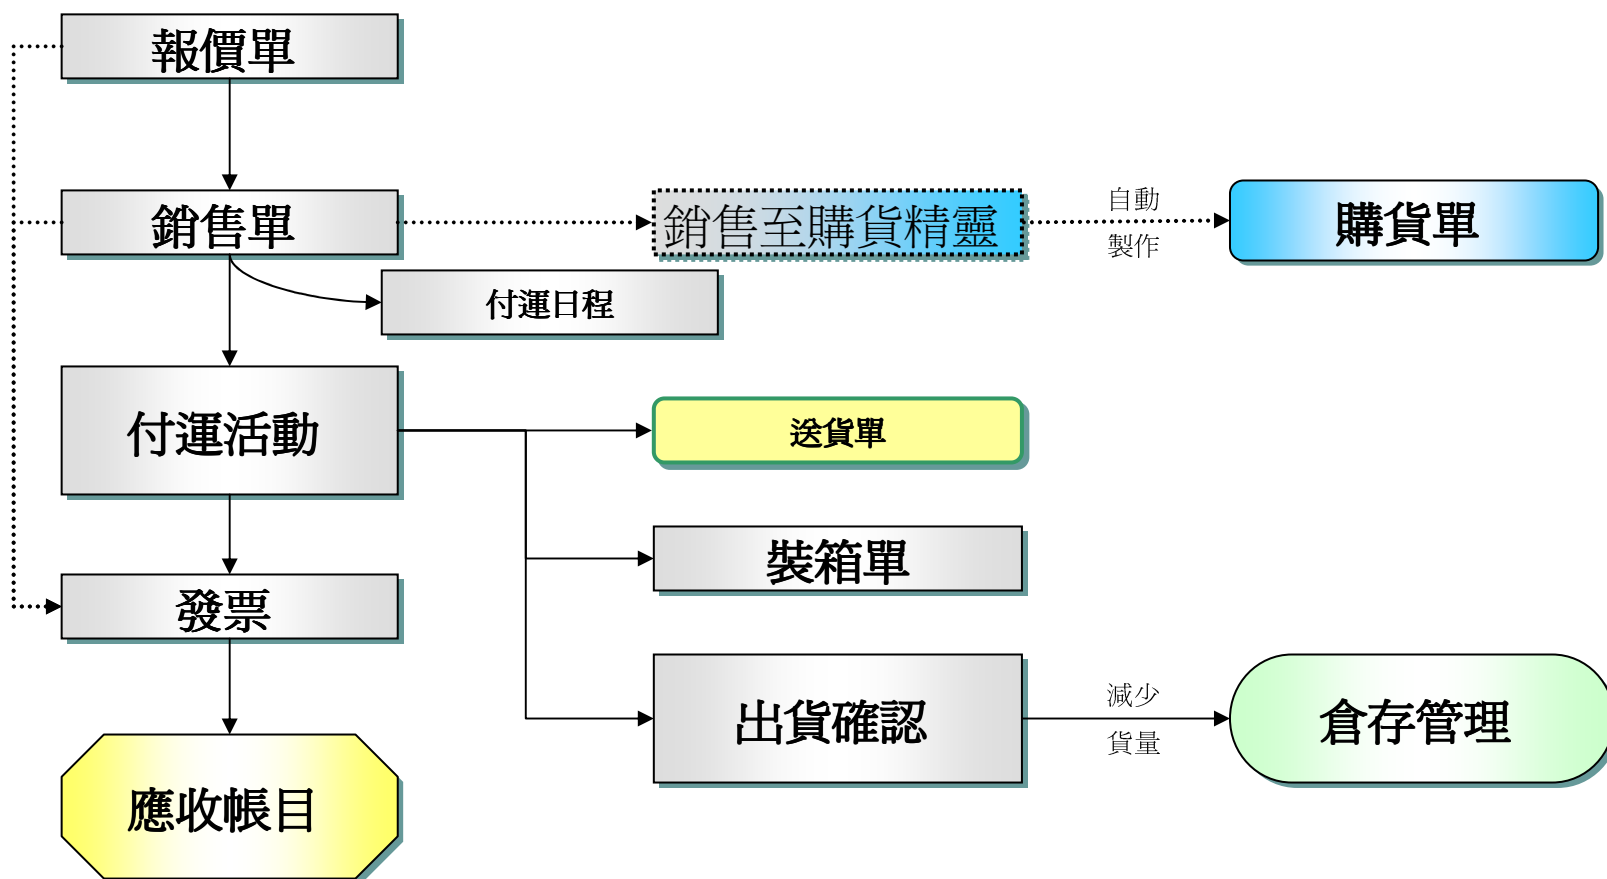 報價單
銷售單
銷售至購貨精靈
自動
製作
購貨單
付運日程
付運活動
送貨單
裝箱單
發票
出貨確認
減少
貨量
倉存管理
應收帳目